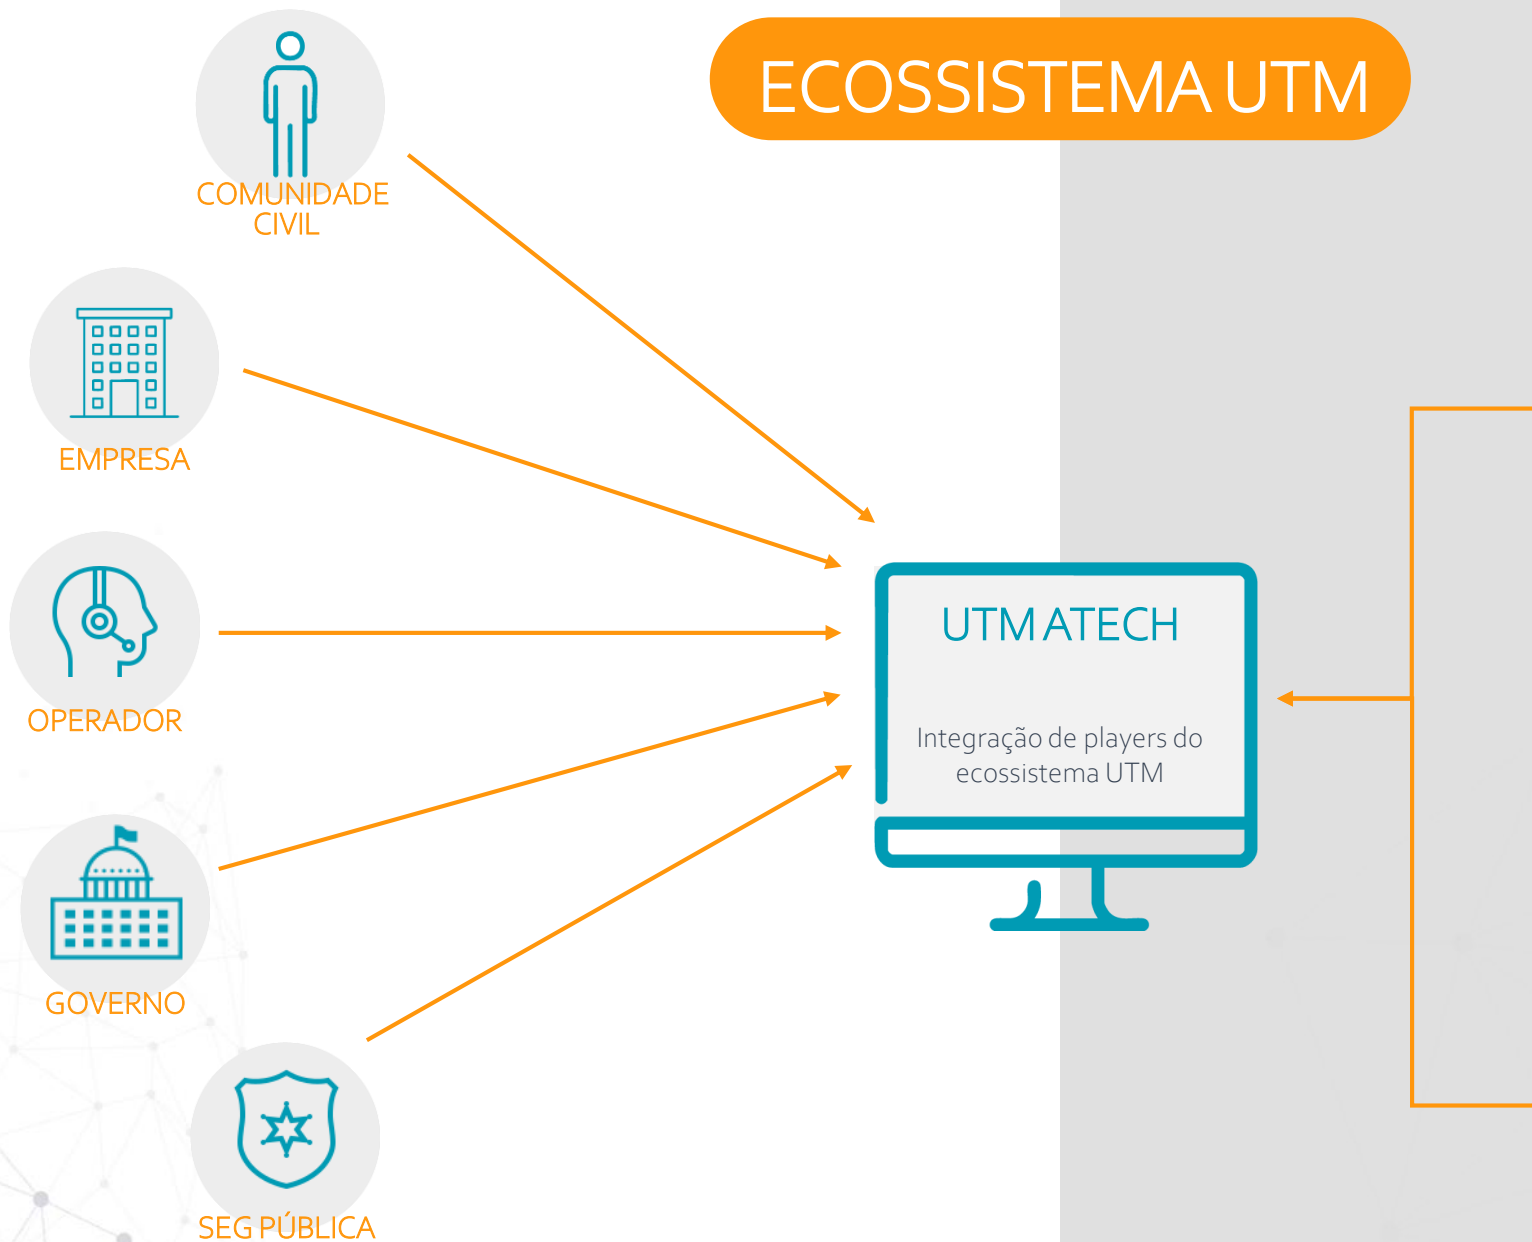 ECOSSISTEMA UTM
COMUNIDADE
CIVIL
EMPRESA
OPERADOR
GOVERNO
SEG PÚBLICA
UTM ATECH
Integração de players do
ecossistema UTM